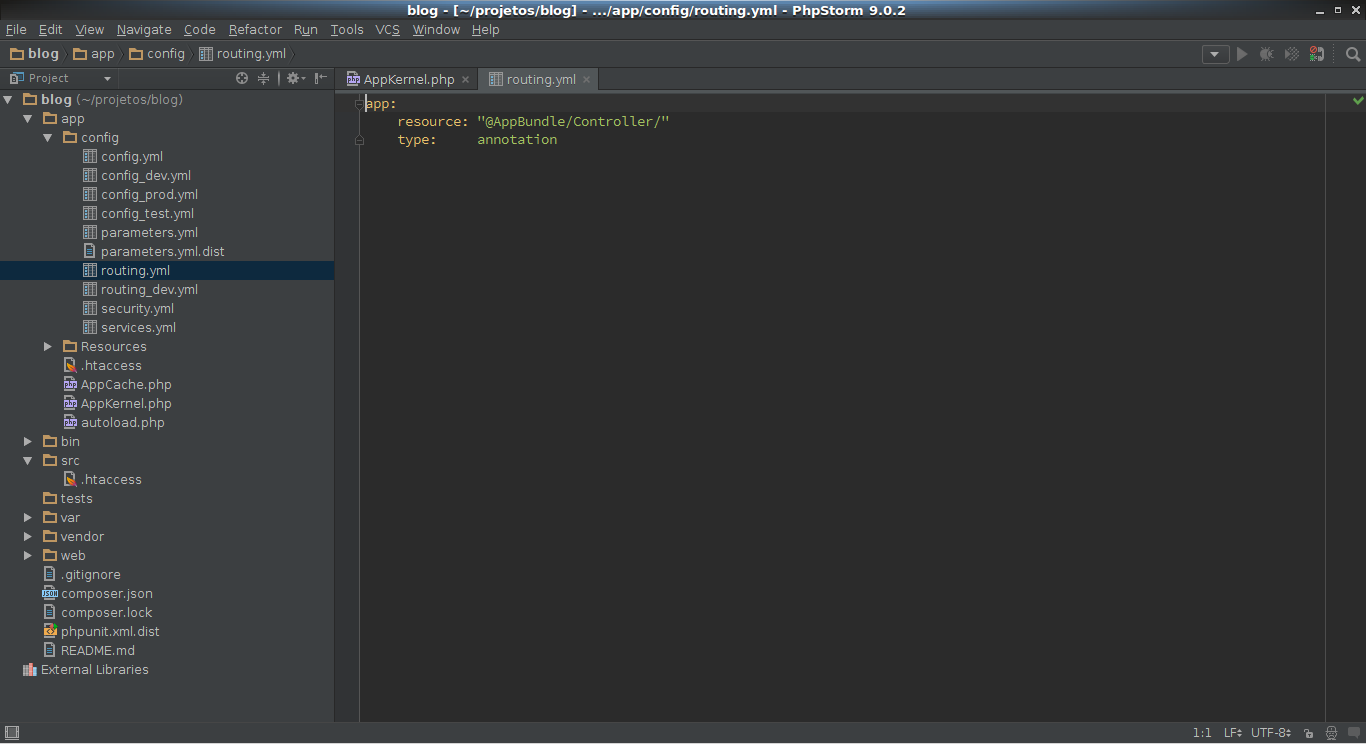 blog - [~/projetos/blog] - .../app/config/routing.yml - PhpStorm 9.0.2
File Edit View Navigate Code Refactor Run Tools VCS Window Help
blog app config routing.yml
Project
AppKernel.php routing.yml
blog (~/projetos/blog)
app
config
config.yml
config_dev.yml
config_prod.yml
config_test.yml
parameters.yml
parameters.yml.dist
routing.yml
routing_dev.yml
security.yml
services.yml
Resources
.htaccess
AppCache.php
AppKernel.php
autoload.php
bin
src
.htaccess
tests
var
vendor
web
.gitignore
composer.json
composer.lock
phpunit.xml.dist
README.md
External Libraries
app:
resource: "@AppBundle/Controller/"
type: annotation
1:1 LF UTF-8